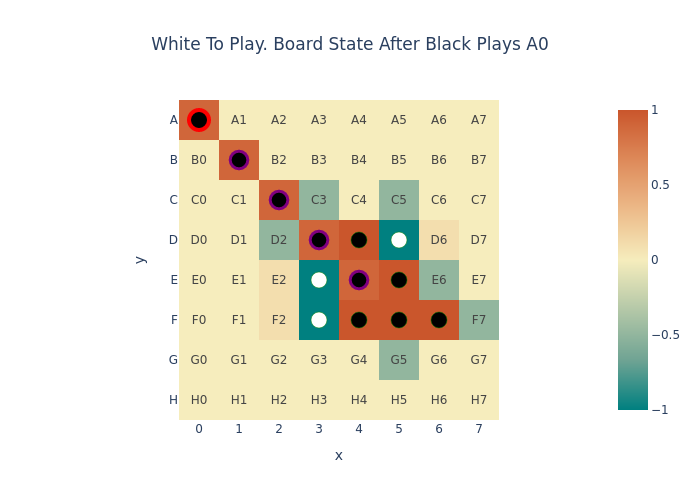 White To Play. Board State After Black Plays A0
A A1 A2 A3 A4 A5 A6 A7
B B0 B2 B3 B4 B5 B6 B7
C C0 C1 C3 C4 C5 C6 C7
D D0 D1 D2 D6 D7
E E0 E1 E2 E6 E7
F F0 F1 F2 F7
G G0 G1 G2 G3 G4 G5 G6 G7
H H0 H1 H2 H3 H4 H5 H6 H7
0 1 2 3 4 5 6 7
x
y
1
0.5
0
−0.5
−1